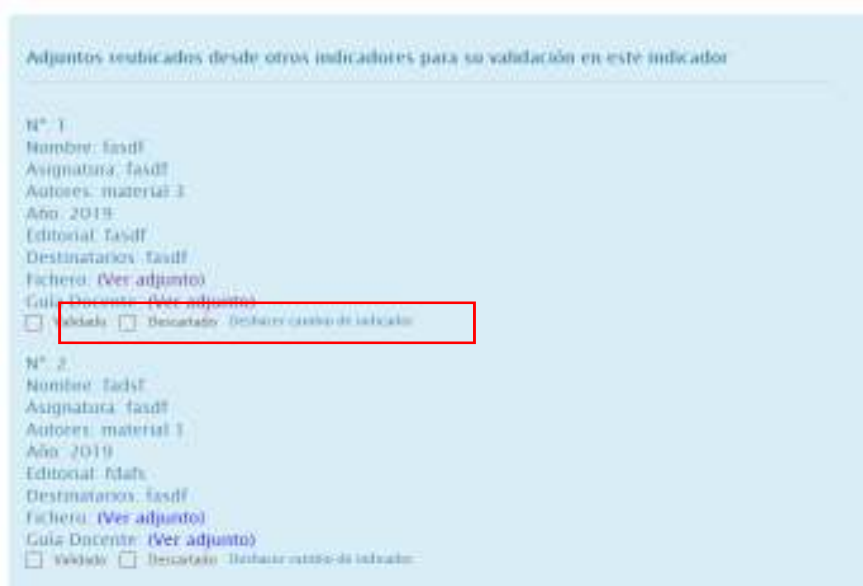 Adjuntos reubicados desde otros indicadores para su validación en este indicador
Nº: 1
Nombre: fasdf
Asignatura: fasdf
Autores: material 3
Año: 2019
Editorial: fasdf
Destinatarios: fasdf
Fichero: (Ver adjunto)
Guía Docente: (Ver adjunto)
Validado Descartado Deshacer cambio de indicador
Nº: 2
Nombre: fadsf
Asignatura: fasdf
Autores: material 1
Año: 2019
Editorial: fdafs
Destinatarios: fasdf
Fichero: (Ver adjunto)
Guía Docente: (Ver adjunto)
Validado Descartado Deshacer cambio de indicador